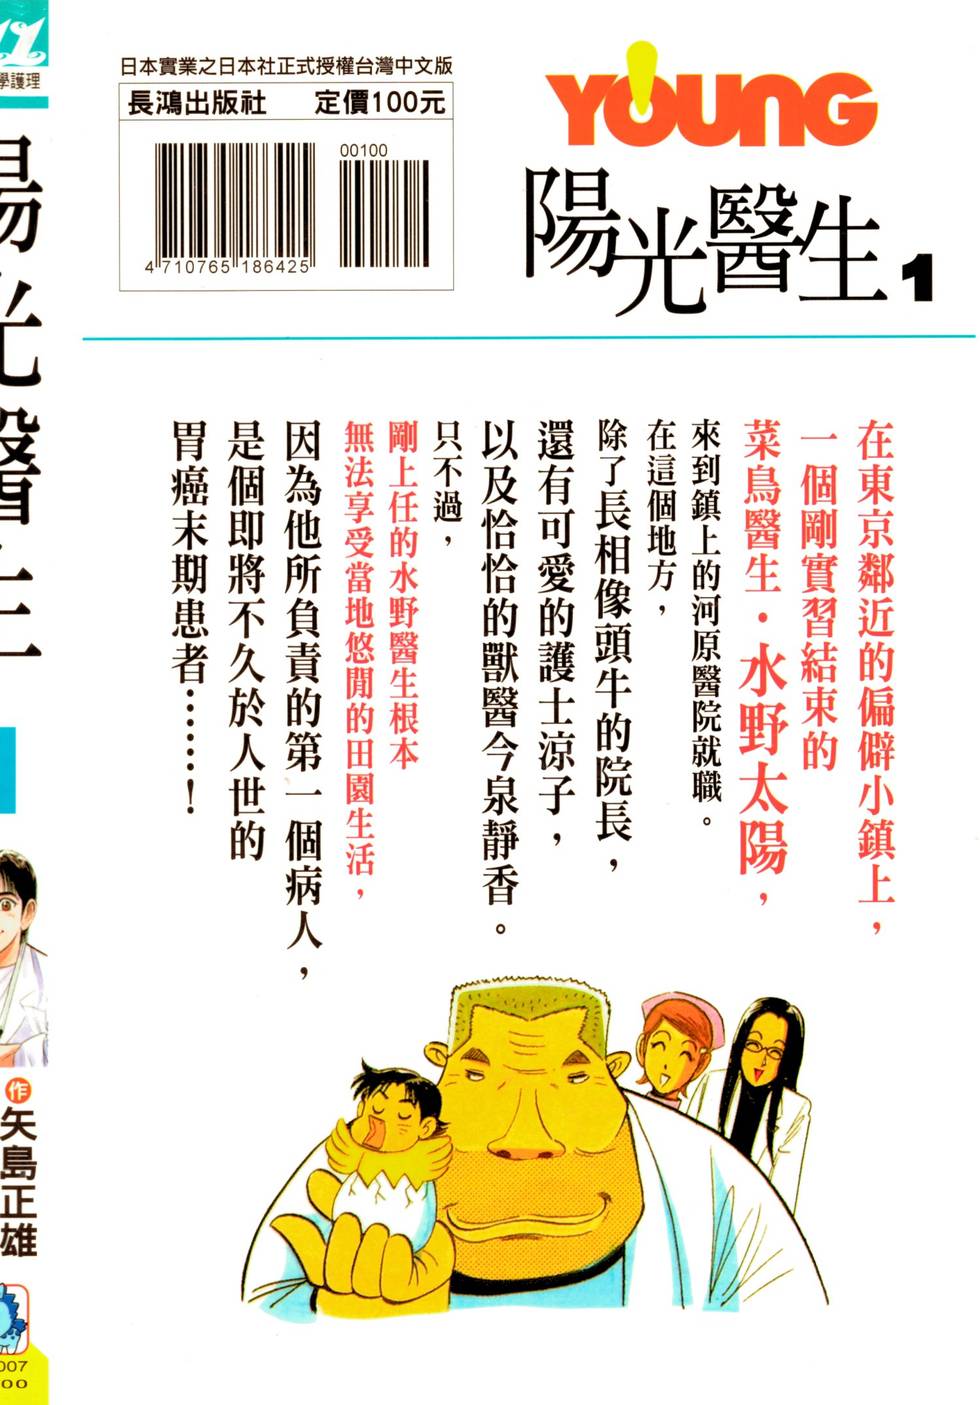 日本實業之日本社正式授權台灣中文版
長鴻出版社　定價100元
00100
4 710765 186425
YOUNG
陽光醫生1
在東京鄰近的偏僻小鎮上，
一個剛實習結束的
菜鳥醫生・水野太陽，
來到鎮上的河原醫院就職。
在這個地方，
除了長相像頭牛的院長，
還有可愛的護士涼子，
以及恰恰的獸醫今泉靜香。
只不過，
剛上任的水野醫生根本
無法享受當地悠閒的田園生活，
因為他所負責的第一個病人，
是個即將不久於人世的
胃癌末期患者……！
學護理
陽光醫生
作
矢島正雄
007
00